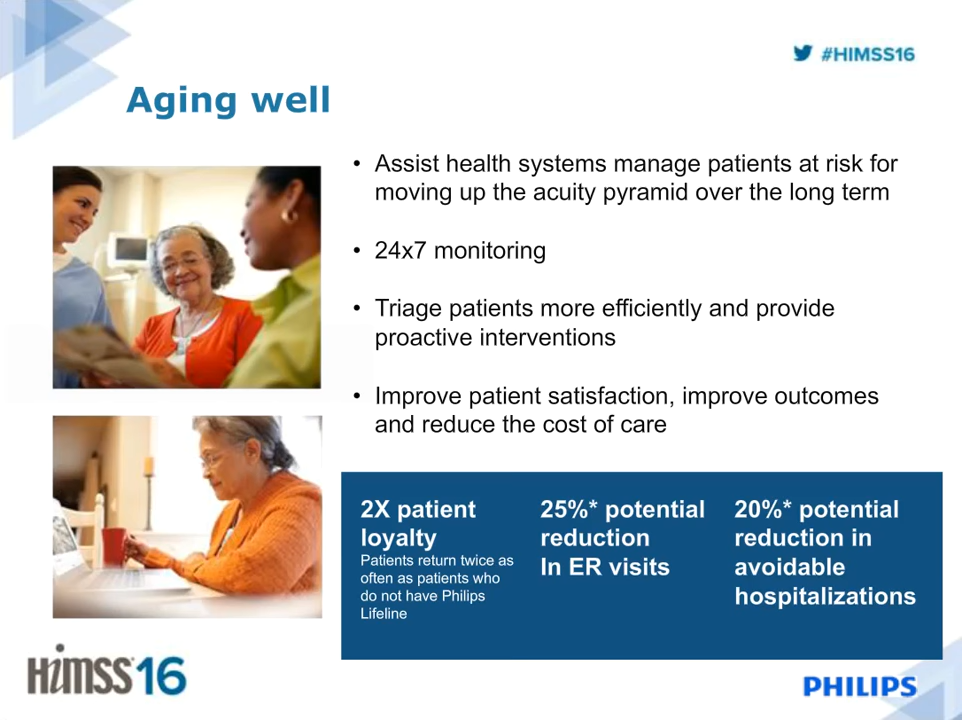 #HIMSS16
Aging well
• Assist health systems manage patients at risk for
moving up the acuity pyramid over the long term
• 24x7 monitoring
• Triage patients more efficiently and provide
proactive interventions
• Improve patient satisfaction, improve outcomes
and reduce the cost of care
2X patient
loyalty
Patients return twice as
often as patients who
do not have Philips
Lifeline
25%* potential
reduction
In ER visits
20%* potential
reduction in
avoidable
hospitalizations
HiMSS16
PHILIPS